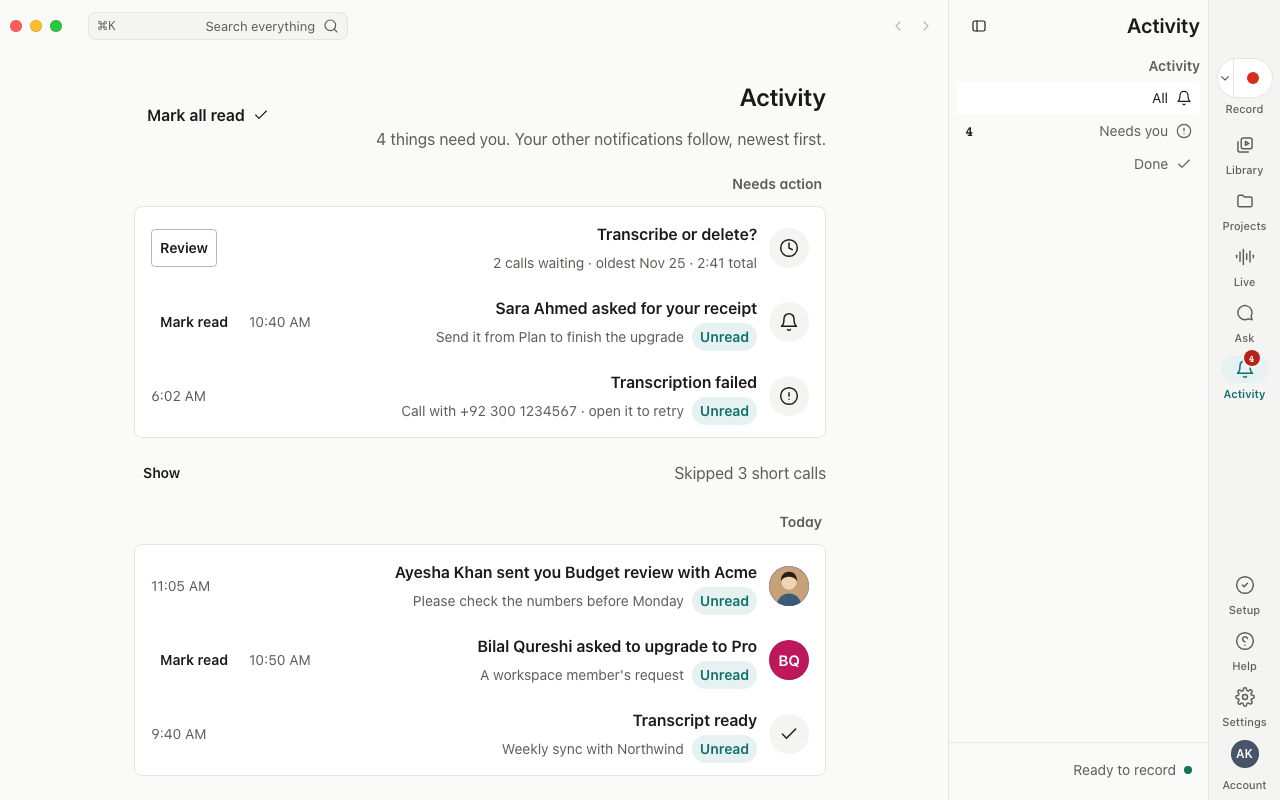 ⌘K
Search everything
Activity
Mark all read
4 things need you. Your other notifications follow, newest first.
Needs action
Transcribe or delete?
2 calls waiting · oldest Nov 25 · 2:41 total
Review
Sara Ahmed asked for your receipt
Send it from Plan to finish the upgrade
Unread
10:40 AM
Mark read
Transcription failed
Call with +92 300 1234567 · open it to retry
Unread
6:02 AM
Skipped 3 short calls
Show
Today
Ayesha Khan sent you Budget review with Acme
Please check the numbers before Monday
Unread
11:05 AM
BQ
Bilal Qureshi asked to upgrade to Pro
A workspace member's request
Unread
10:50 AM
Mark read
Transcript ready
Weekly sync with Northwind
Unread
9:40 AM
Activity
Activity
All
Needs you
4
Done
Ready to record
Record
Library
Projects
Live
Ask
4
Activity
Setup
Help
Settings
AK
Account